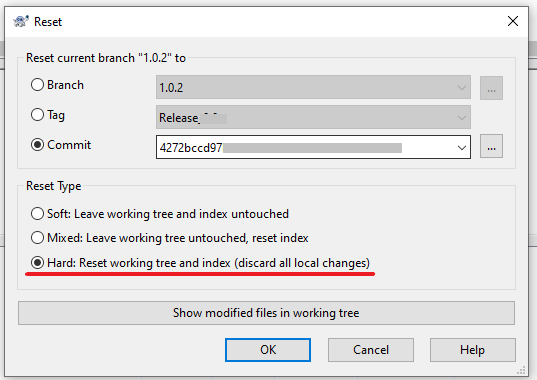 Reset
Reset current branch "1.0.2" to
Branch
1.0.2
...
Tag
Release_
Commit
4272bccd97
...
Reset Type
Soft: Leave working tree and index untouched
Mixed: Leave working tree untouched, reset index
Hard: Reset working tree and index (discard all local changes)
Show modified files in working tree
OK
Cancel
Help